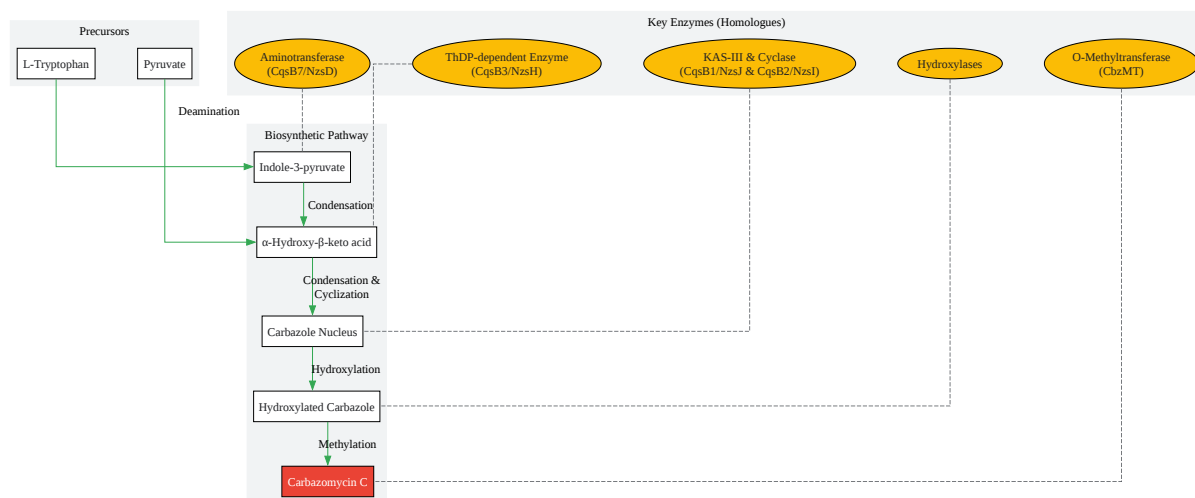 Precursors
L-Tryptophan
Pyruvate
Key Enzymes (Homologues)
Aminotransferase
(CqsB7/NzsD)
ThDP-dependent Enzyme
(CqsB3/NzsH)
KAS-III & Cyclase
(CqsB1/NzsJ & CqsB2/NzsI)
Hydroxylases
O-Methyltransferase
(CbzMT)
Deamination
Biosynthetic Pathway
Indole-3-pyruvate
Condensation
α-Hydroxy-β-keto acid
Condensation &
Cyclization
Carbazole Nucleus
Hydroxylation
Hydroxylated Carbazole
Methylation
Carbazomycin C